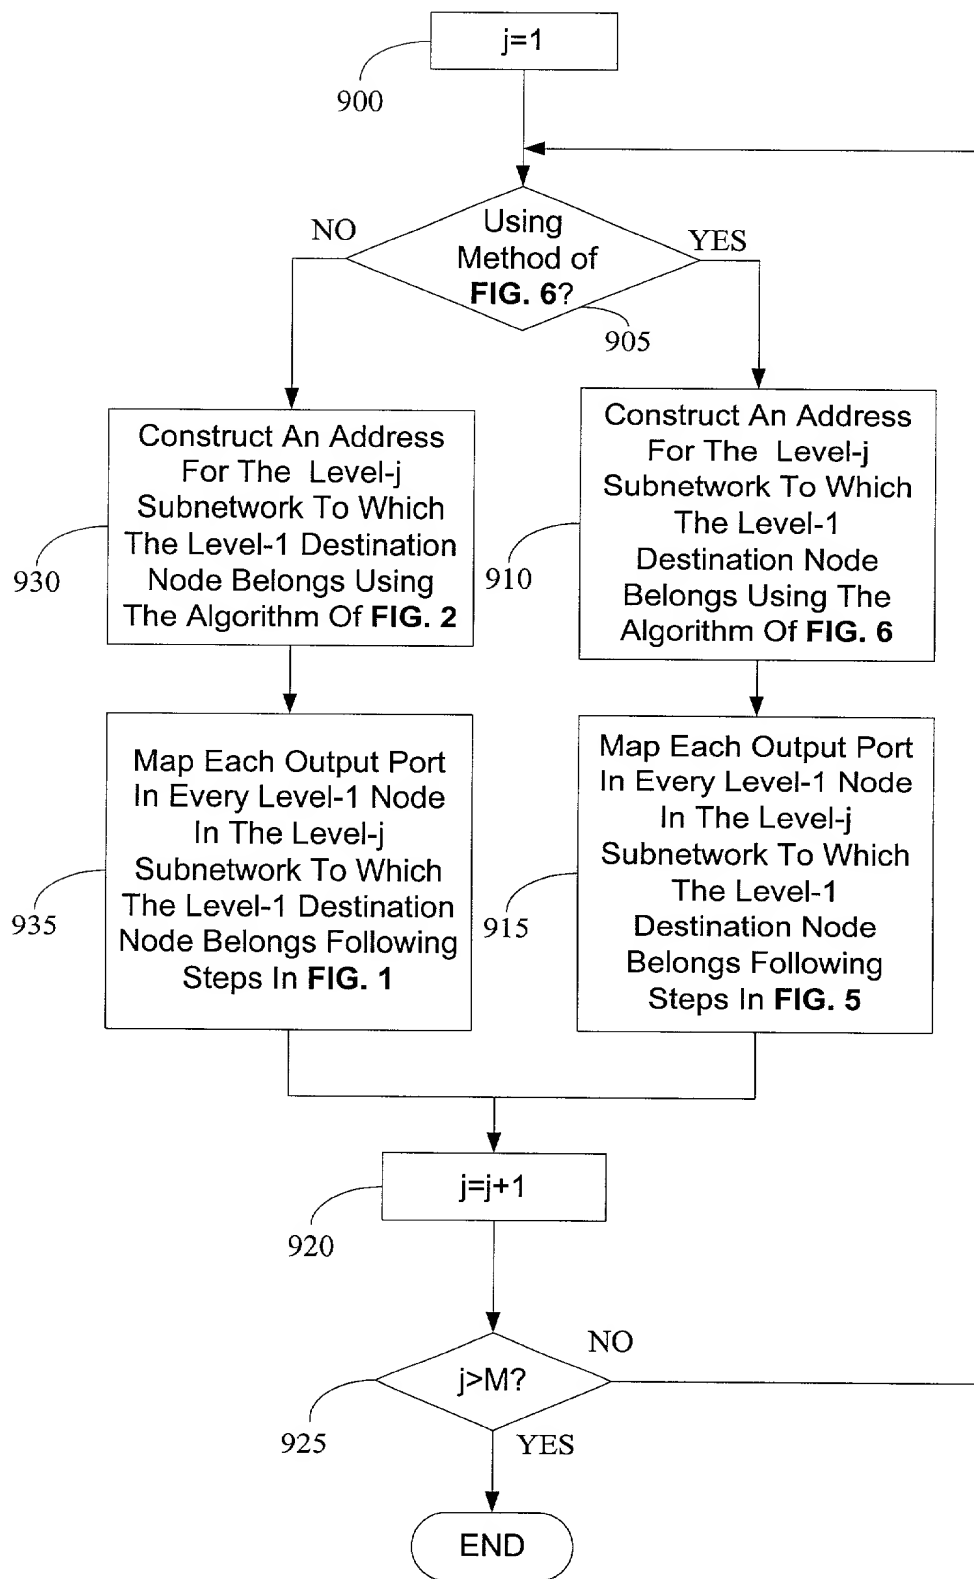 j=1
900
NO
Using
Method of
FIG. 6?
YES
905
Construct An Address
For The Level-j
Subnetwork To Which
The Level-1 Destination
Node Belongs Using
The Algorithm Of FIG. 2
930
Construct An Address
For The Level-j
Subnetwork To Which
The Level-1
Destination Node
Belongs Using The
Algorithm Of FIG. 6
910
Map Each Output Port
In Every Level-1 Node
In The Level-j
Subnetwork To Which
The Level-1 Destination
Node Belongs Following
Steps In FIG. 1
935
Map Each Output Port
In Every Level-1 Node
In The Level-j
Subnetwork To Which
The Level-1
Destination Node
Belongs Following
Steps In FIG. 5
915
j=j+1
920
j>M?
NO
925
YES
END